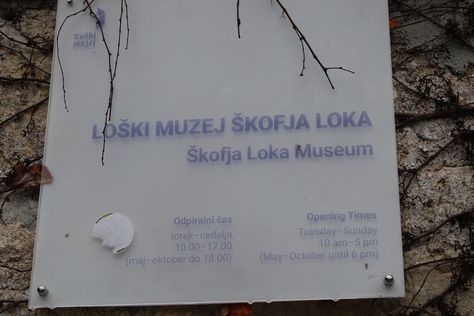 Loški
muzej
LOŠKI MUZEJ ŠKOFJA LOKA
Škofja Loka Museum
Odpiralni čas
torek–nedelja
10.00–17.00
(maj–oktober do 18.00)
Opening Times
Tuesday–Sunday
10 am–5 pm
(May–October until 6 pm)